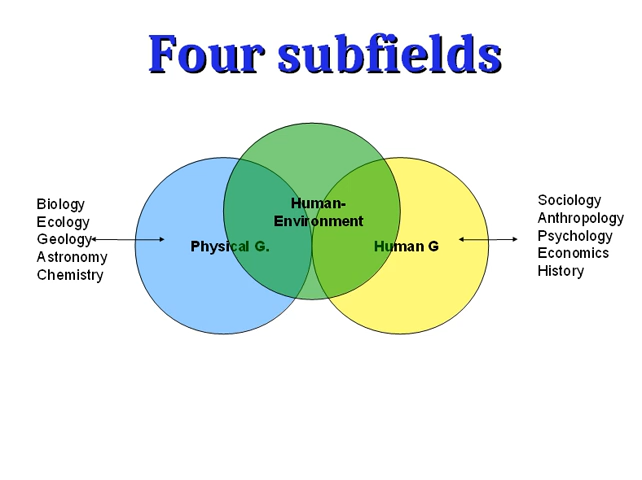 Four subfields
Biology
Ecology
Geology
Astronomy
Chemistry
Human-
Environment
Physical G.
Human G
Sociology
Anthropology
Psychology
Economics
History